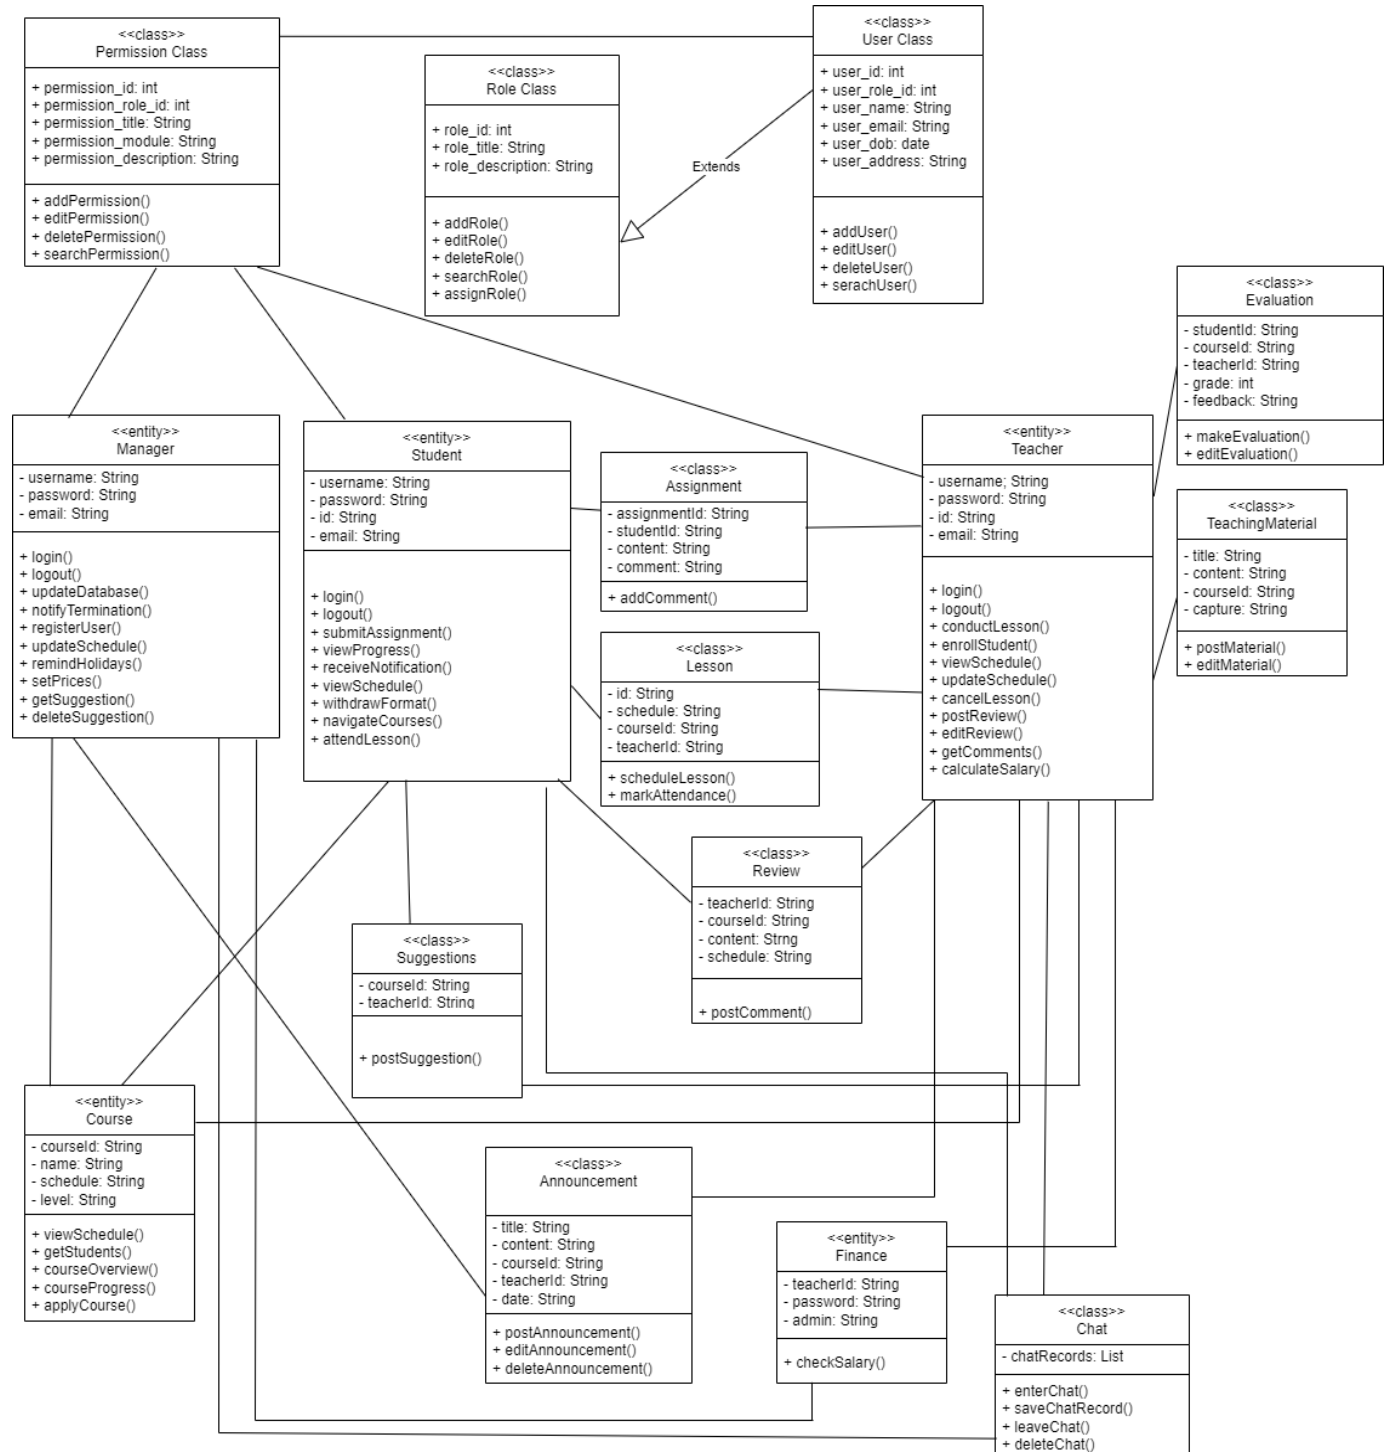 <<class>>
Permission Class
+ permission_id: int
+ permission_role_id: int
+ permission_title: String
+ permission_module: String
+ permission_description: String
+ addPermission()
+ editPermission()
+ deletePermission()
+ searchPermission()
<<class>>
Role Class
+ role_id: int
+ role_title: String
+ role_description: String
+ addRole()
+ editRole()
+ deleteRole()
+ searchRole()
+ assignRole()
Extends
<<class>>
User Class
+ user_id: int
+ user_role_id: int
+ user_name: String
+ user_email: String
+ user_dob: date
+ user_address: String
+ addUser()
+ editUser()
+ deleteUser()
+ serachUser()
<<class>>
Evaluation
- studentId: String
- courseId: String
- teacherId: String
- grade: int
- feedback: String
+ makeEvaluation()
+ editEvaluation()
<<entity>>
Manager
- username: String
- password: String
- email: String
+ login()
+ logout()
+ updateDatabase()
+ notifyTermination()
+ registerUser()
+ updateSchedule()
+ remindHolidays()
+ setPrices()
+ getSuggestion()
+ deleteSuggestion()
<<entity>>
Student
- username: String
- password: String
- id: String
- email: String
+ login()
+ logout()
+ submitAssignment()
+ viewProgress()
+ receiveNotification()
+ viewSchedule()
+ withdrawFormat()
+ navigateCourses()
+ attendLesson()
<<class>>
Assignment
- assignmentId: String
- studentId: String
- content: String
- comment: String
+ addComment()
<<entity>>
Teacher
- username; String
- password: String
- id: String
- email: String
+ login()
+ logout()
+ conductLesson()
+ enrollStudent()
+ viewSchedule()
+ updateSchedule()
+ cancelLesson()
+ postReview()
+ editReview()
+ getComments()
+ calculateSalary()
<<class>>
TeachingMaterial
- title: String
- content: String
- courseId: String
- capture: String
+ postMaterial()
+ editMaterial()
<<class>>
Lesson
- id: String
- schedule: String
- courseId: String
- teacherId: String
+ scheduleLesson()
+ markAttendance()
<<class>>
Review
- teacherId: String
- courseId: String
- content: Strng
- schedule: String
+ postComment()
<<class>>
Suggestions
- courseId: String
- teacherId: String
+ postSuggestion()
<<entity>>
Course
- courseId: String
- name: String
- schedule: String
- level: String
+ viewSchedule()
+ getStudents()
+ courseOverview()
+ courseProgress()
+ applyCourse()
<<class>>
Announcement
- title: String
- content: String
- courseId: String
- teacherId: String
- date: String
+ postAnnouncement()
+ editAnnouncement()
+ deleteAnnouncement()
<<entity>>
Finance
- teacherId: String
- password: String
- admin: String
+ checkSalary()
<<class>>
Chat
- chatRecords: List
+ enterChat()
+ saveChatRecord()
+ leaveChat()
+ deleteChat()